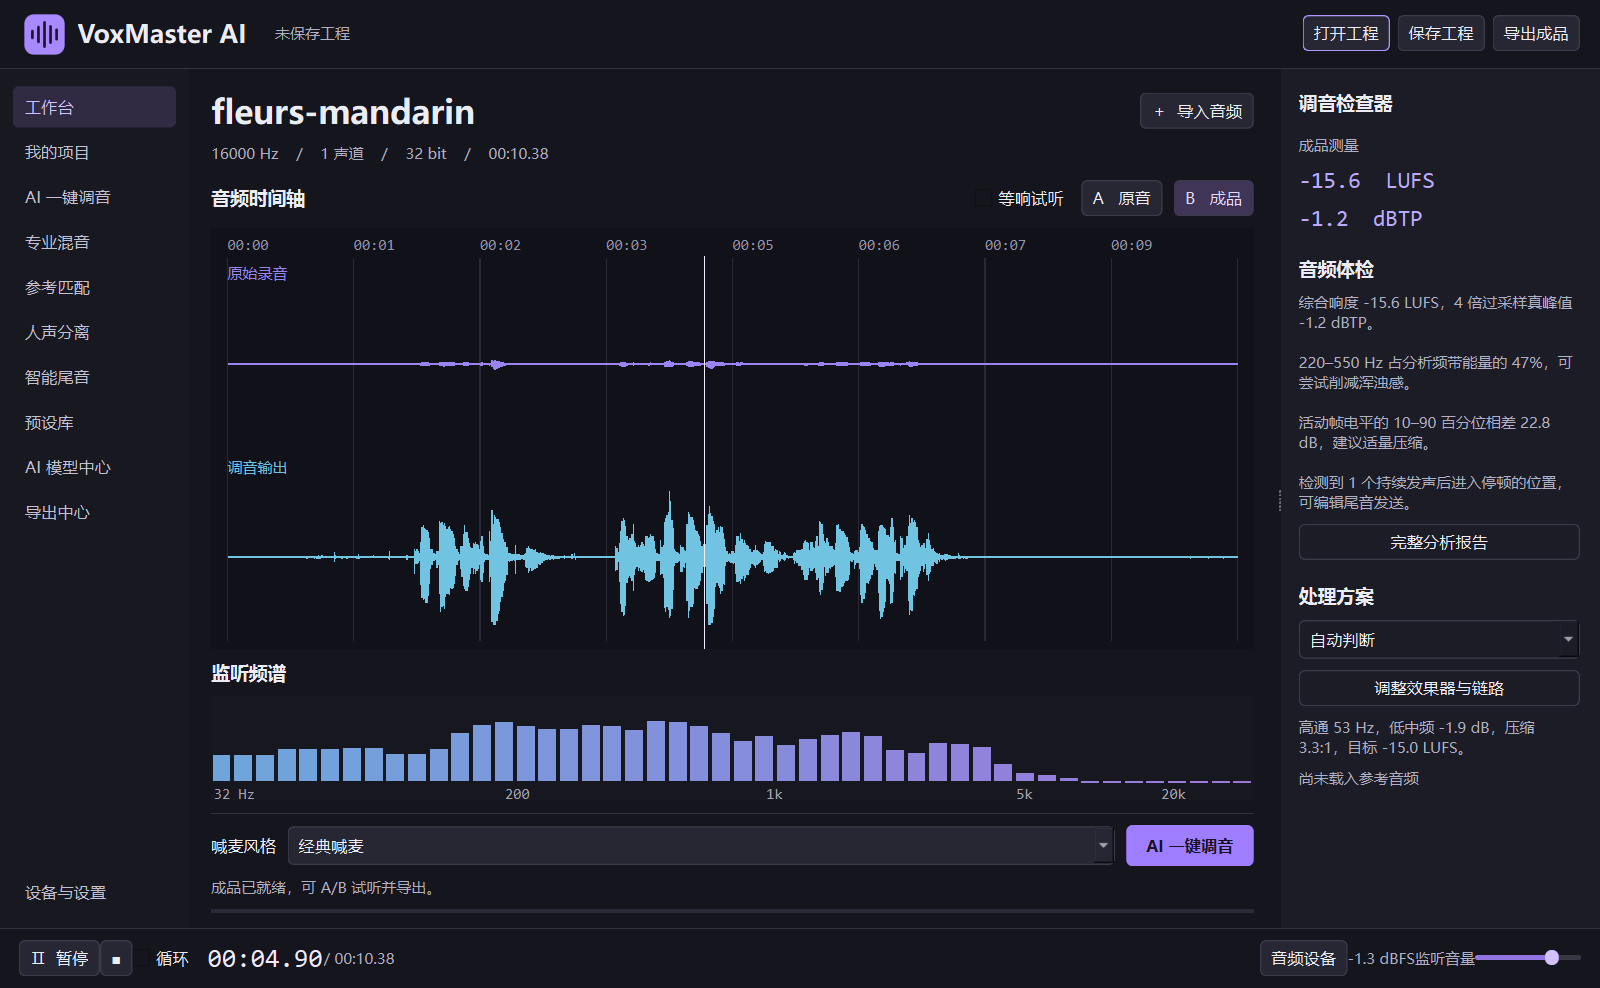 VoxMaster AI
未保存工程
打开工程
保存工程
导出成品
工作台
我的项目
AI 一键调音
专业混音
参考匹配
人声分离
智能尾音
预设库
AI 模型中心
导出中心
设备与设置
fleurs-mandarin
+ 导入音频
16000 Hz / 1 声道 / 32 bit / 00:10.38
音频时间轴
等响试听
A 原音
B 成品
00:00 00:01 00:02 00:03 00:05 00:06 00:07 00:09
原始录音
调音输出
监听频谱
32 Hz 200 1k 5k 20k
喊麦风格
经典喊麦
AI 一键调音
成品已就绪，可 A/B 试听并导出。
调音检查器
成品测量
-15.6 LUFS
-1.2 dBTP
音频体检
综合响度 -15.6 LUFS，4 倍过采样真峰值
-1.2 dBTP。
220–550 Hz 占分析频带能量的 47%，可
尝试削减浑浊感。
活动帧电平的 10–90 百分位相差 22.8
dB，建议适量压缩。
检测到 1 个持续发声后进入停顿的位置，
可编辑尾音发送。
完整分析报告
处理方案
自动判断
调整效果器与链路
高通 53 Hz，低中频 -1.9 dB，压缩
3.3:1，目标 -15.0 LUFS。
尚未载入参考音频
暂停
循环
00:04.90 / 00:10.38
音频设备
-1.3 dBFS
监听音量